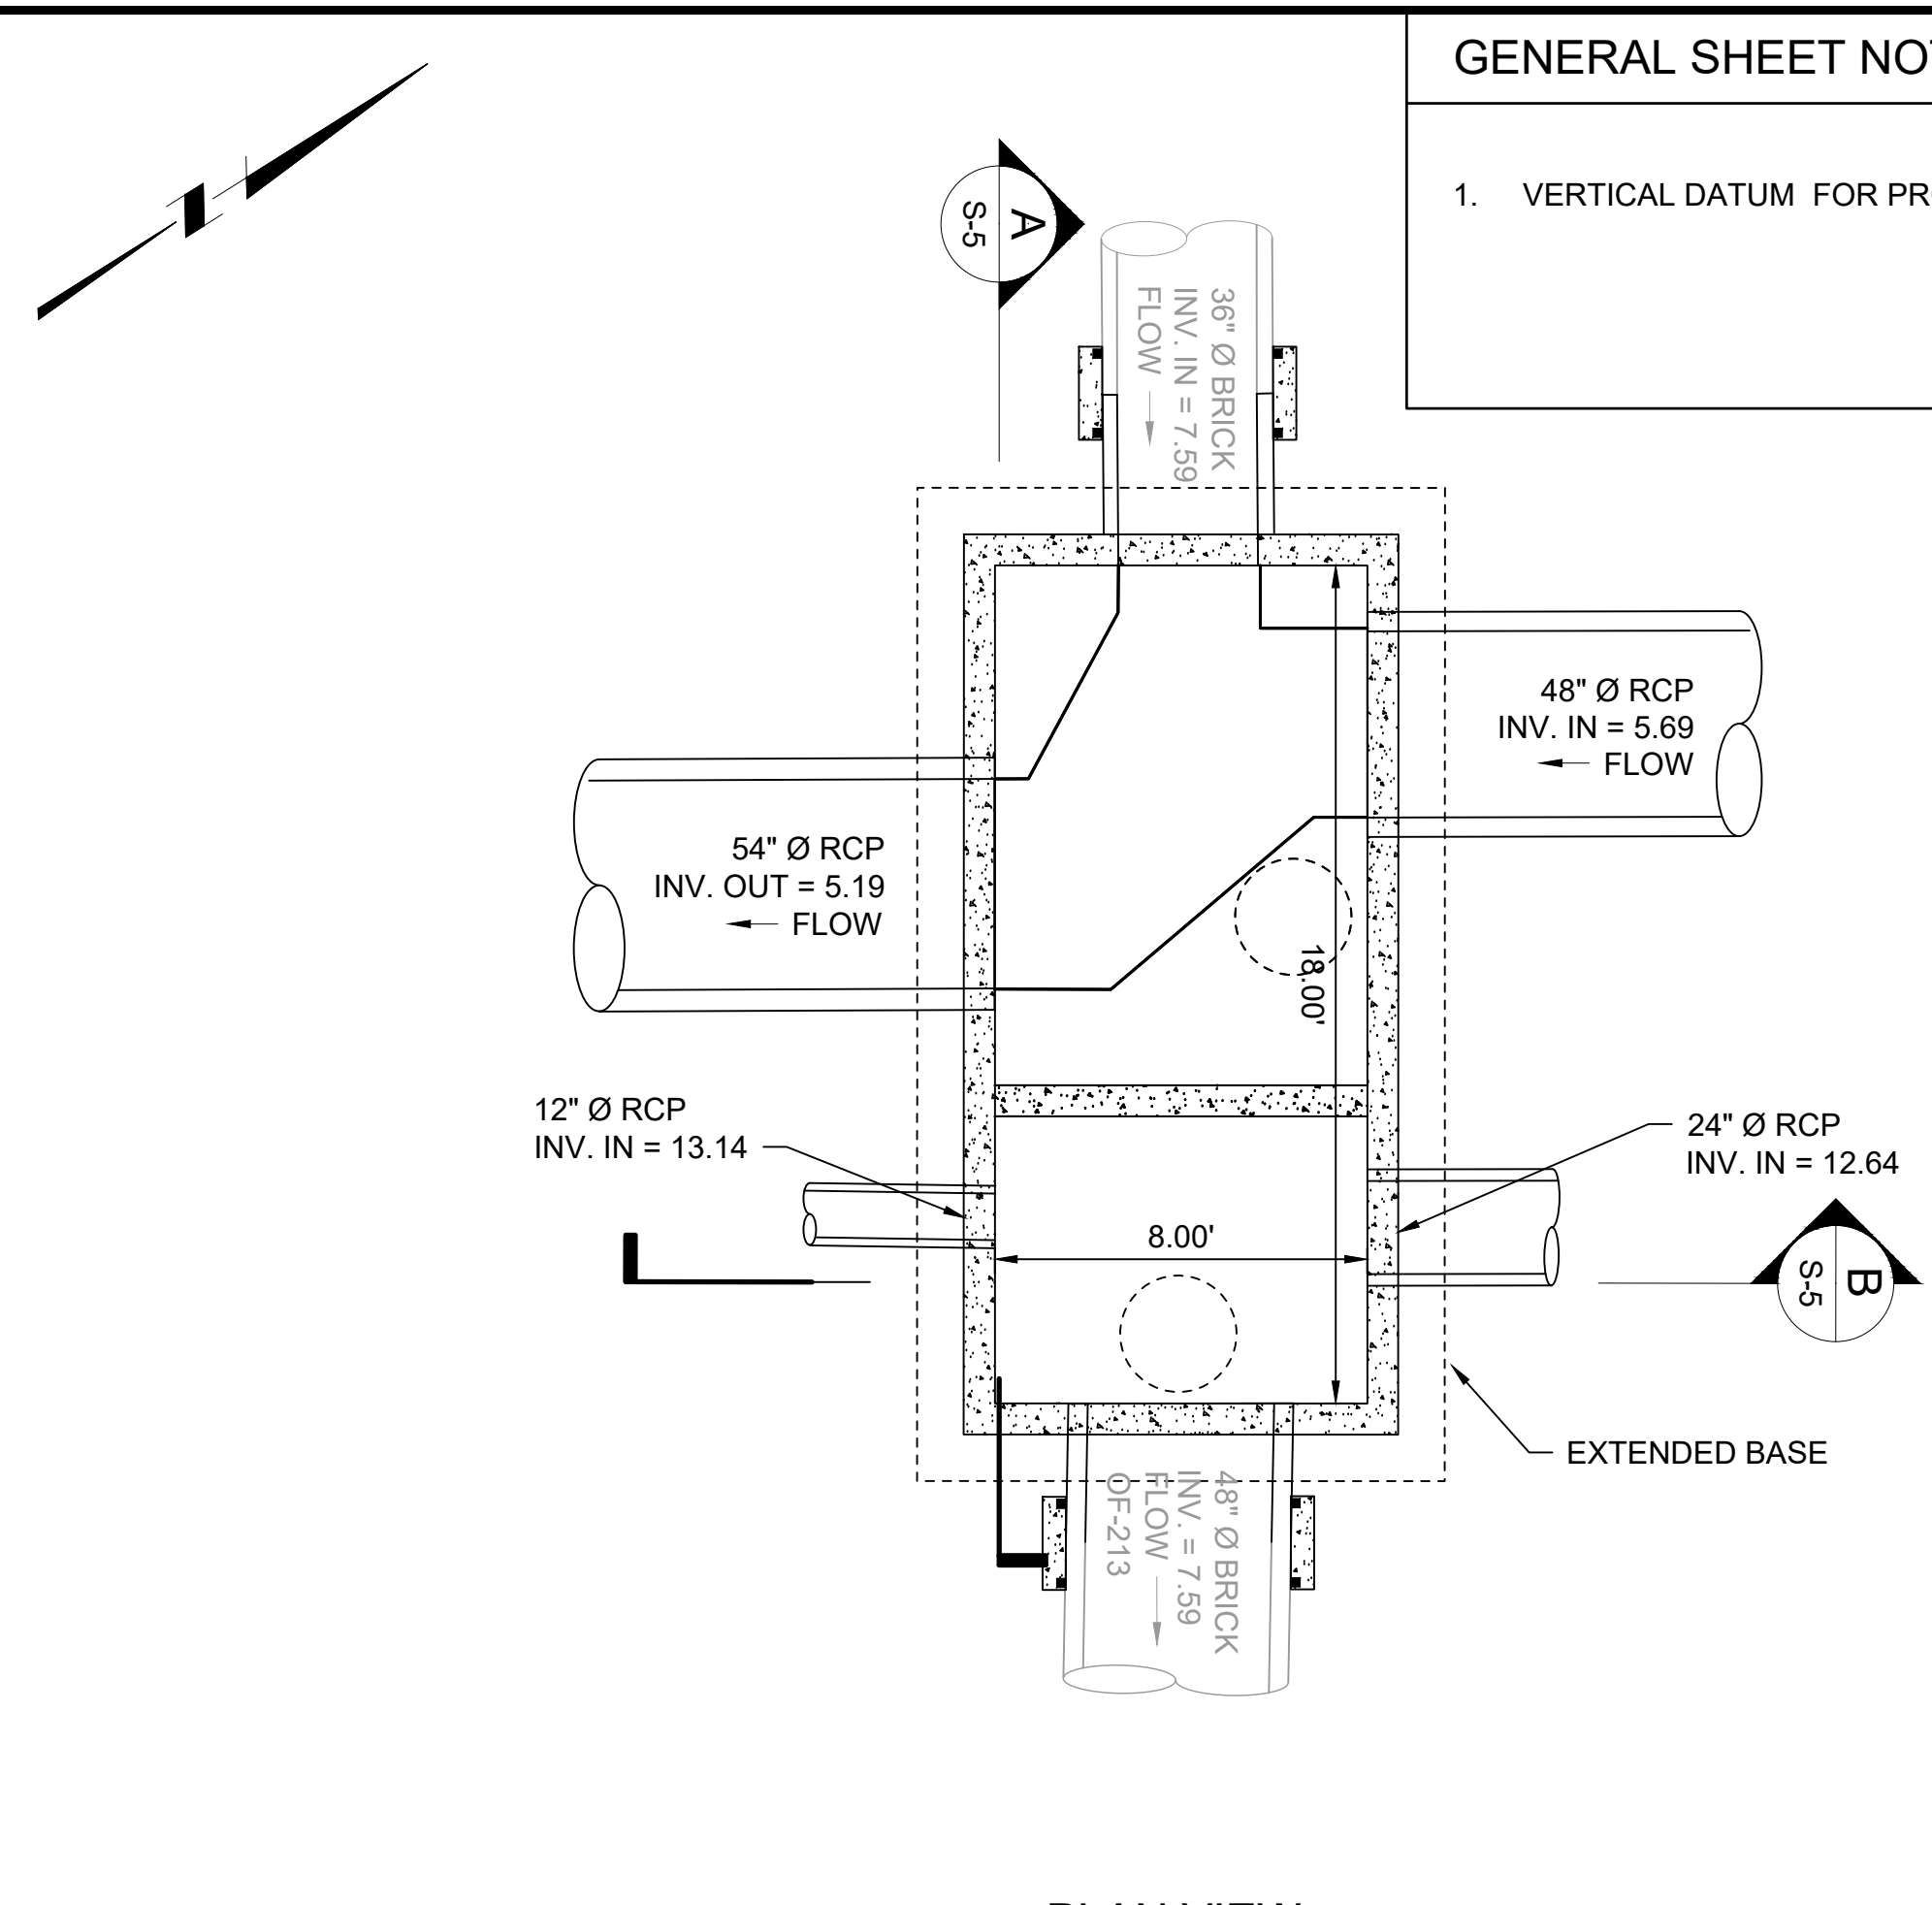 GENERAL SHEET
1. VERTICAL DATUM FOR
A
S-5
36" Ø BRICK
INV. IN = 7.59
FLOW
48" Ø RCP
INV. IN = 5.69
FLOW
54" Ø RCP
INV. OUT = 5.19
FLOW
18.00'
12" Ø RCP
INV. IN = 13.14
24" Ø RCP
INV. IN = 12.64
8.00'
B
S-5
EXTENDED BASE
48" Ø BRICK
INV. = 7.59
FLOW
OF-213
PLAN VIEW